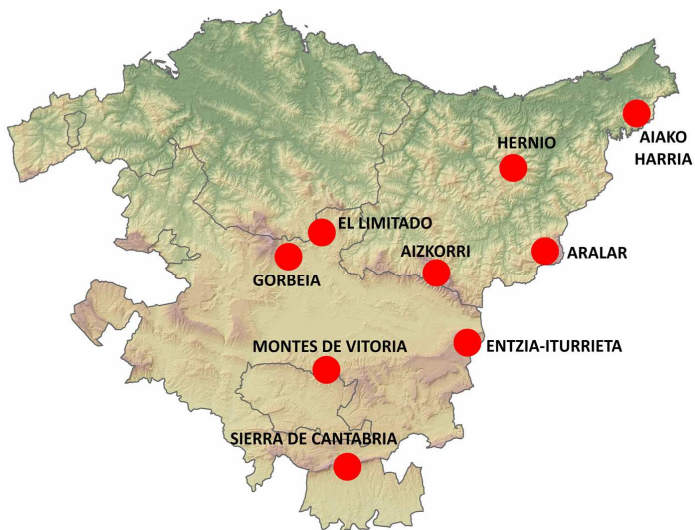 AIAKO
HARRIA
HERNIO
EL LIMITADO
AIZKORRI
ARALAR
GORBEIA
MONTES DE VITORIA
ENTZIA-ITURRIETA
SIERRA DE CANTABRIA